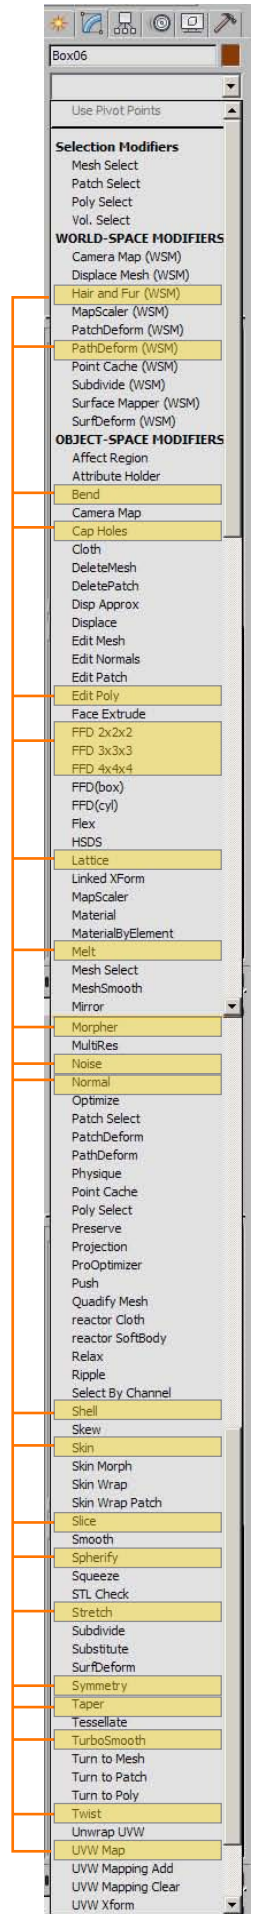 Box06
Use Pivot Points
Selection Modifiers
Mesh Select
Patch Select
Poly Select
Vol. Select
WORLD-SPACE MODIFIERS
Camera Map (WSM)
Displace Mesh (WSM)
Hair and Fur (WSM)
MapScaler (WSM)
PatchDeform (WSM)
PathDeform (WSM)
Point Cache (WSM)
Subdivide (WSM)
Surface Mapper (WSM)
SurfDeform (WSM)
OBJECT-SPACE MODIFIERS
Affect Region
Attribute Holder
Bend
Camera Map
Cap Holes
Cloth
DeleteMesh
DeletePatch
Disp Approx
Displace
Edit Mesh
Edit Normals
Edit Patch
Edit Poly
Face Extrude
FFD 2x2x2
FFD 3x3x3
FFD 4x4x4
FFD(box)
FFD(cyl)
Flex
HSDS
Lattice
Linked XForm
MapScaler
Material
MaterialByElement
Melt
Mesh Select
MeshSmooth
Mirror
Morpher
MultiRes
Noise
Normal
Optimize
Patch Select
PatchDeform
PathDeform
Physique
Point Cache
Poly Select
Preserve
Projection
ProOptimizer
Push
Quadify Mesh
reactor Cloth
reactor SoftBody
Relax
Ripple
Select By Channel
Shell
Skew
Skin
Skin Morph
Skin Wrap
Skin Wrap Patch
Slice
Smooth
Spherify
Squeeze
STL Check
Stretch
Subdivide
Substitute
SurfDeform
Symmetry
Taper
Tessellate
TurboSmooth
Turn to Mesh
Turn to Patch
Turn to Poly
Twist
Unwrap UVW
UVW Map
UVW Mapping Add
UVW Mapping Clear
UVW Xform